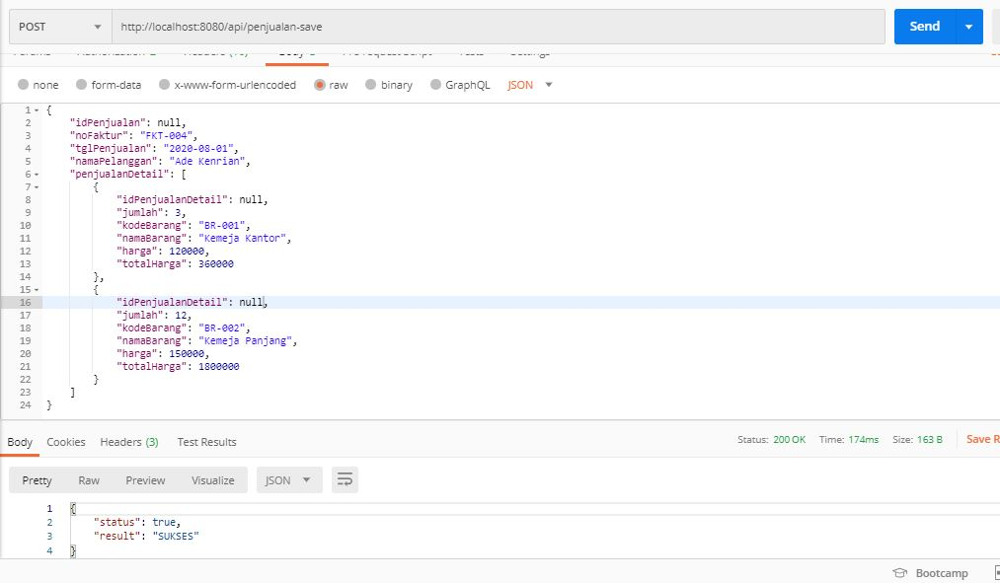 POST http://localhost:8080/api/penjualan-save Send
none form-data x-www-form-urlencoded raw binary GraphQL JSON
1 {
2 "idPenjualan": null,
3 "noFaktur": "FKT-004",
4 "tglPenjualan": "2020-08-01",
5 "namaPelanggan": "Ade Kenrian",
6 "penjualanDetail": [
7 {
8 "idPenjualanDetail": null,
9 "jumlah": 3,
10 "kodeBarang": "BR-001",
11 "namaBarang": "Kemeja Kantor",
12 "harga": 120000,
13 "totalHarga": 360000
14 },
15 {
16 "idPenjualanDetail": null,
17 "jumlah": 12,
18 "kodeBarang": "BR-002",
19 "namaBarang": "Kemeja Panjang",
20 "harga": 150000,
21 "totalHarga": 1800000
22 }
23 ]
24 }
Body Cookies Headers (3) Test Results Status: 200 OK Time: 174ms Size: 163 B Save R
Pretty Raw Preview Visualize JSON
1 {
2 "status": true,
3 "result": "SUKSES"
4 }
Bootcamp